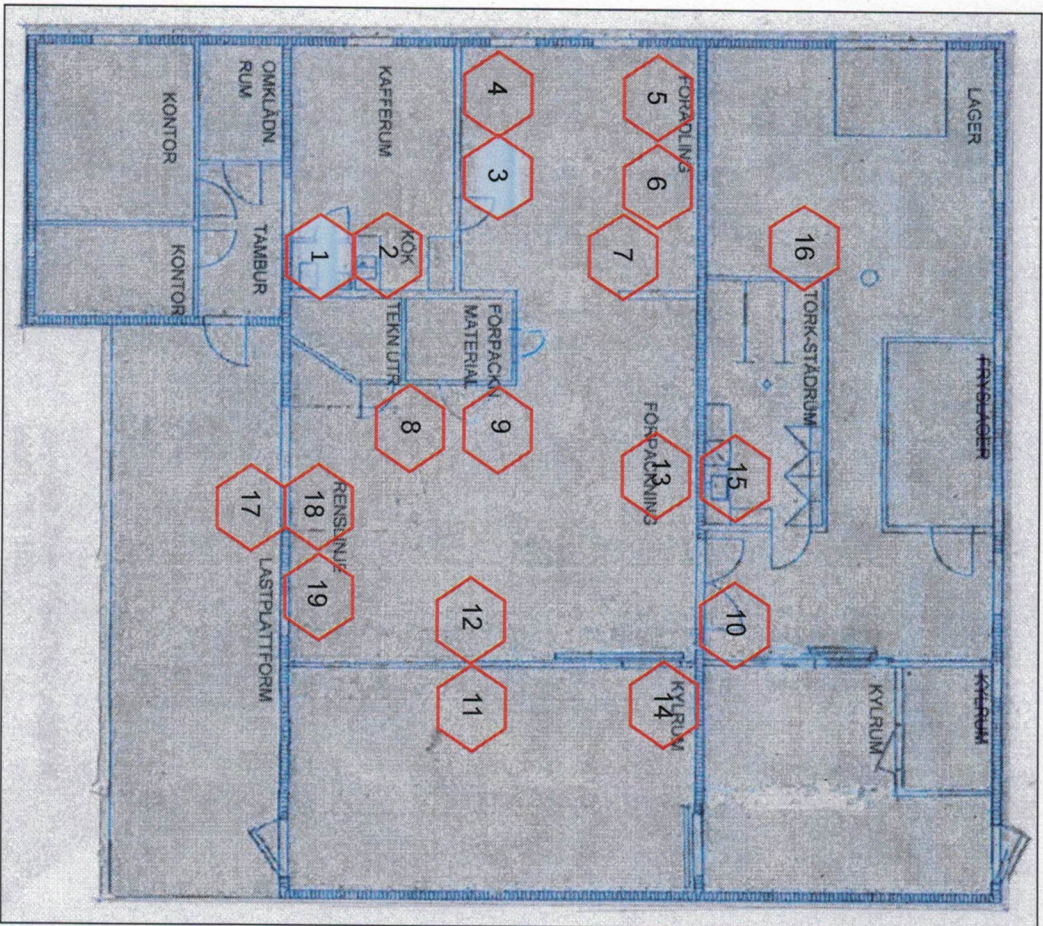 LAGER
FRYSLAGER
KYLRUM
KYLRUM
16
TORK-STÄDRUM
15
10
FÖRÄDLING
5
6
7
FÖRPACKNING
13
KYLRUM
14
4
3
FÖRPACKN
MATERIAL
9
12
11
KAFFERUM
KÖK
2
TEKN UTR
8
1
RENSLINJE
18
19
OMKLÄDN
RUM
TAMBUR
17
LASTPLATTFORM
KONTOR
KONTOR